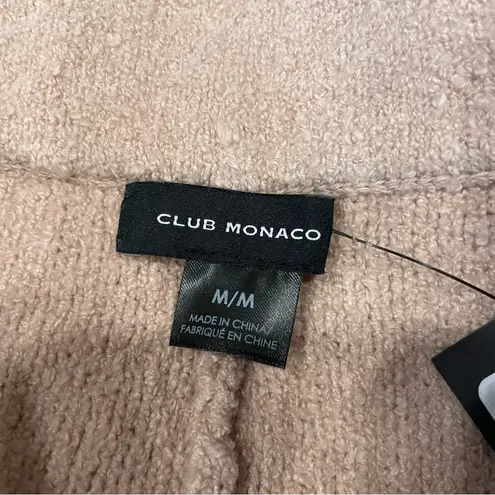 CLUB MONACO
M/M
MADE IN CHINA/
FABRIQUÉ EN CHINE